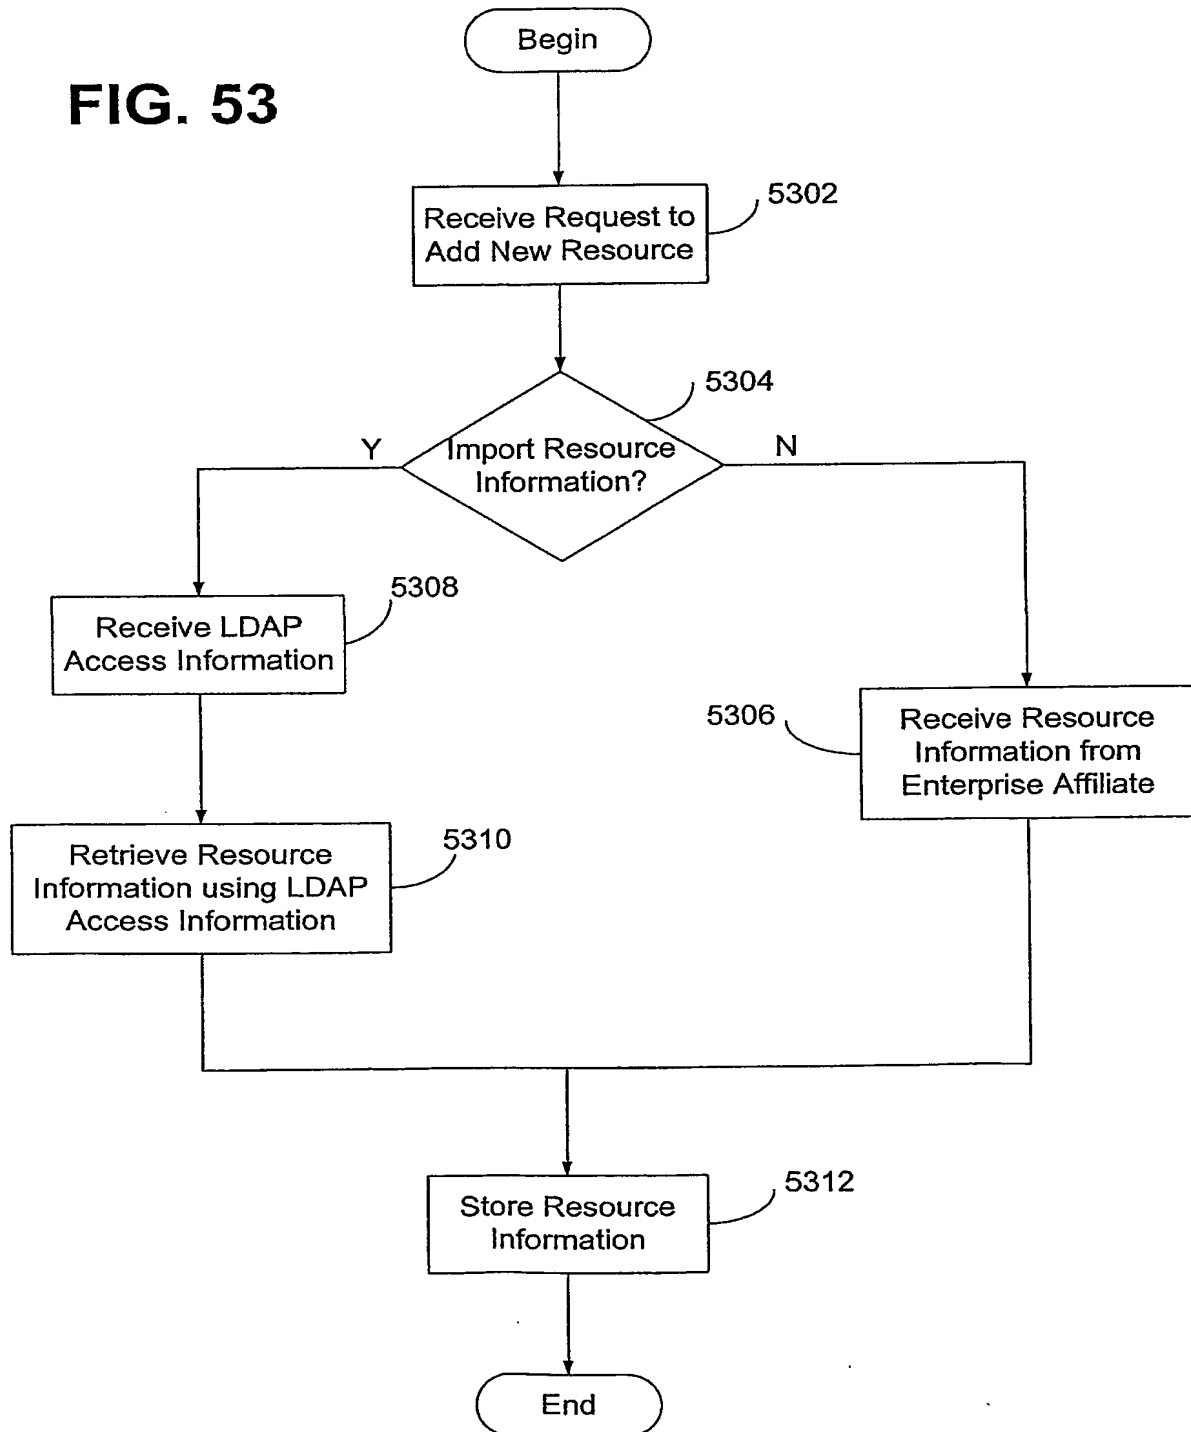 Begin
FIG. 53
5302
Receive Request to
Add New Resource
5304
Y
Import Resource
Information?
N
5308
Receive LDAP
Access Information
5306
Receive Resource
Information from
Enterprise Affiliate
5310
Retrieve Resource
Information using LDAP
Access Information
5312
Store Resource
Information
End